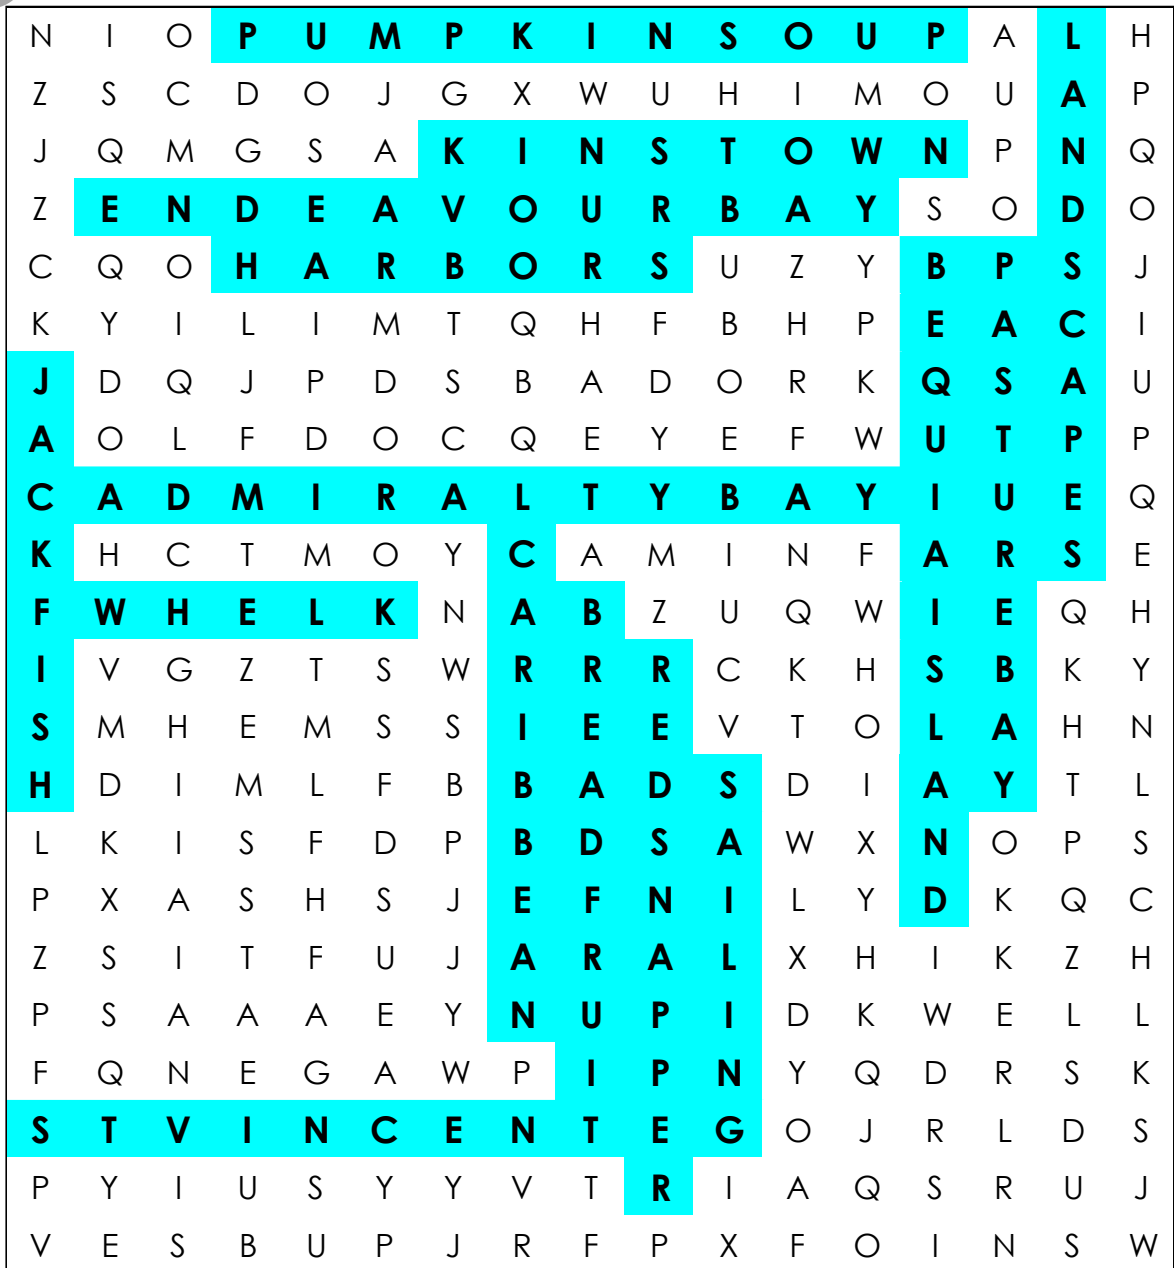 N I O P U M P K I N S O U P A L H
Z S C D O J G X W U H I M O U A P
J Q M G S A K I N S T O W N P N Q
Z E N D E A V O U R B A Y S O D O
C Q O H A R B O R S U Z Y B P S J
K Y I L I M T Q H F B H P E A C I
J D Q J P D S B A D O R K Q S A U
A O L F D O C Q E Y E F W U T P P
C A D M I R A L T Y B A Y I U E Q
K H C T M O Y C A M I N F A R S E
F W H E L K N A B Z U Q W I E Q H
I V G Z T S W R R R C K H S B K Y
S M H E M S S I E E V T O L A H N
H D I M L F B B A D S D I A Y T L
L K I S F D P B D S A W X N O P S
P X A S H S J E F N I L Y D K Q C
Z S I T F U J A R A L X H I K Z H
P S A A A E Y N U P I D K W E L L
F Q N E G A W P I P N Y Q D R S K
S T V I N C E N T E G O J R L D S
P Y I U S Y Y V T R I A Q S R U J
V E S B U P J R F P X F O I N S W